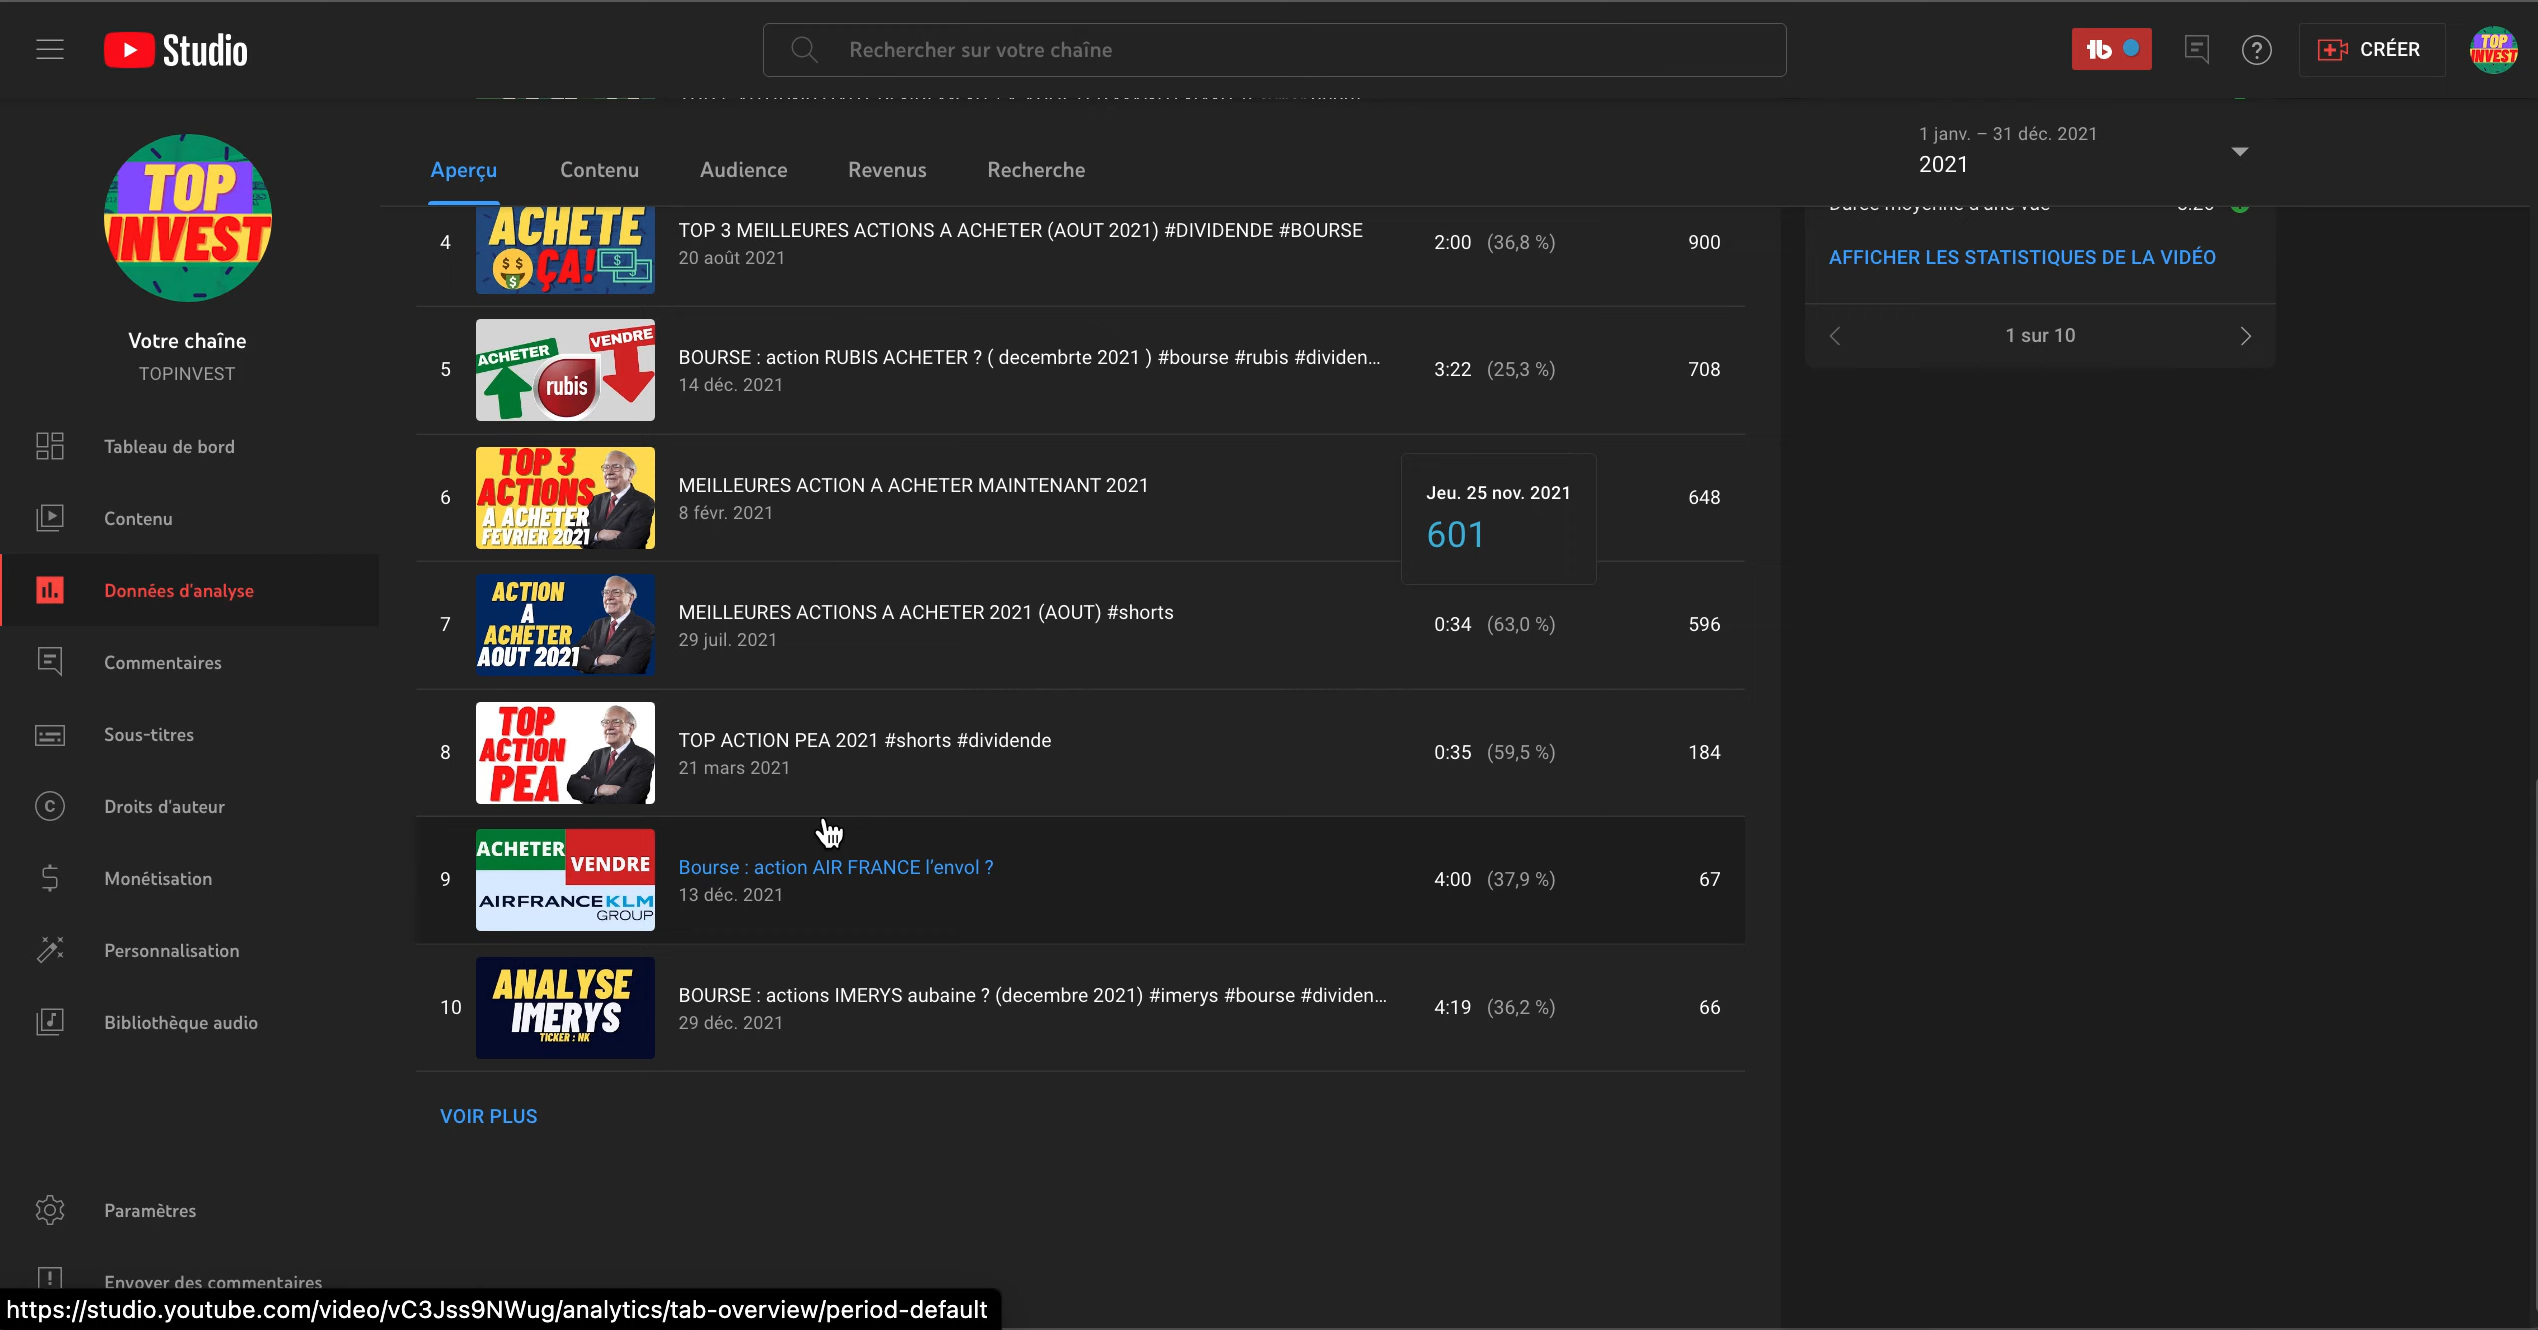 Studio
Rechercher sur votre chaîne
CRÉER
TOP
INVEST
1 janv. – 31 déc. 2021
2021
TOP
INVEST
Aperçu
Contenu
Audience
Revenus
Recherche
Votre chaîne
TOPINVEST
Tableau de bord
Contenu
Données d'analyse
Commentaires
Sous-titres
Droits d'auteur
Monétisation
Personnalisation
Bibliothèque audio
Paramètres
Envoyer des commentaires
4
ACHETE
ÇA!
TOP 3 MEILLEURES ACTIONS A ACHETER (AOUT 2021) #DIVIDENDE #BOURSE
20 août 2021
2:00 (36,8 %)
900
5
ACHETER
VENDRE
rubis
BOURSE : action RUBIS ACHETER ? ( decembrte 2021 ) #bourse #rubis #dividen...
14 déc. 2021
3:22 (25,3 %)
708
6
TOP 3
ACTIONS
A ACHETER
FEVRIER 2021
MEILLEURES ACTION A ACHETER MAINTENANT 2021
8 févr. 2021
Jeu. 25 nov. 2021
601
648
7
ACTION
A
ACHETER
AOUT 2021
MEILLEURES ACTIONS A ACHETER 2021 (AOUT) #shorts
29 juil. 2021
0:34 (63,0 %)
596
8
TOP
ACTION
PEA
TOP ACTION PEA 2021 #shorts #dividende
21 mars 2021
0:35 (59,5 %)
184
9
ACHETER
VENDRE
AIRFRANCE KLM
GROUP
Bourse : action AIR FRANCE l'envol ?
13 déc. 2021
4:00 (37,9 %)
67
10
ANALYSE
IMERYS
TICKER : NK
BOURSE : actions IMERYS aubaine ? (decembre 2021) #imerys #bourse #dividen...
29 déc. 2021
4:19 (36,2 %)
66
VOIR PLUS
Durée moyenne d'une vue
AFFICHER LES STATISTIQUES DE LA VIDÉO
1 sur 10
https://studio.youtube.com/video/vC3Jss9NWug/analytics/tab-overview/period-default